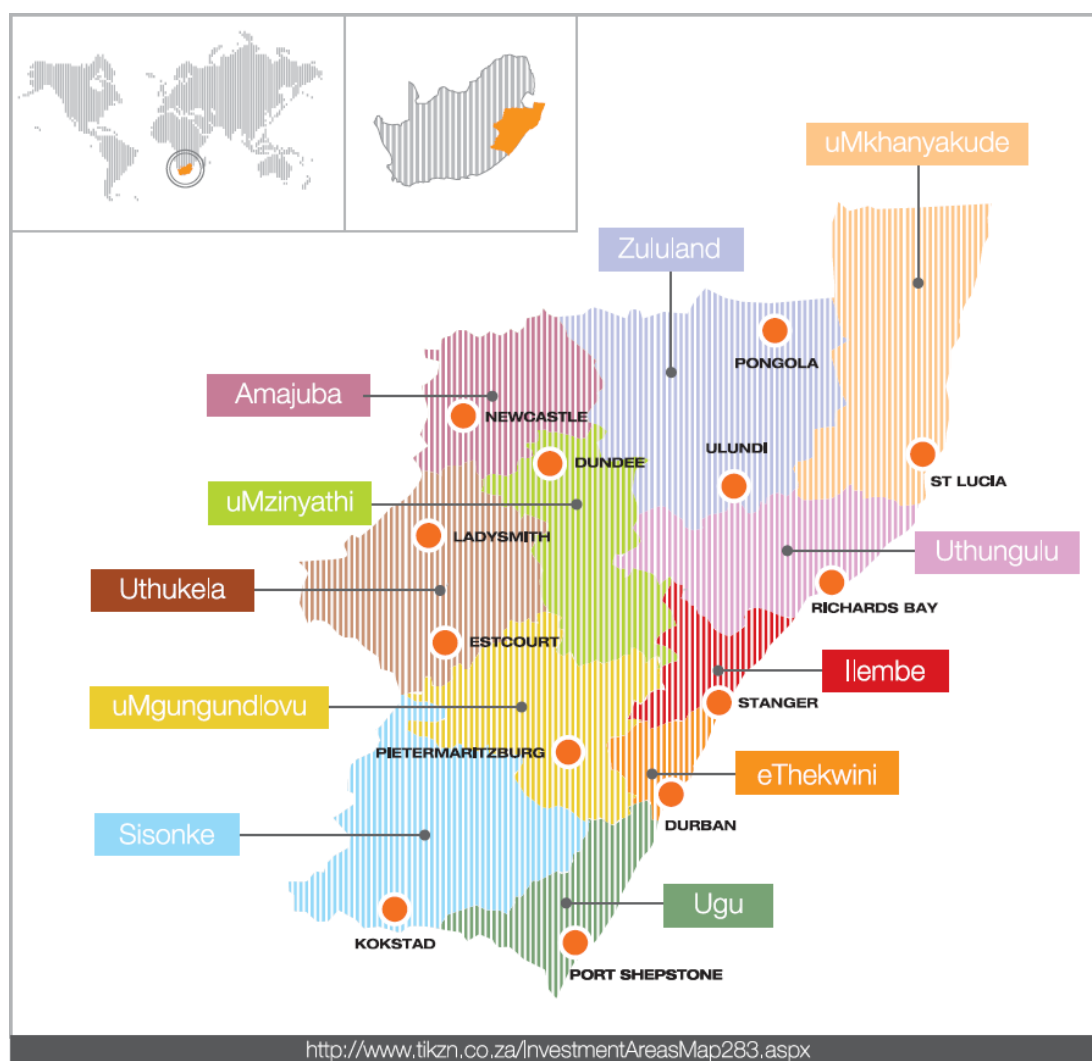 uMkhanyakude
Zululand
PONGOLA
Amajuba
NEWCASTLE
DUNDEE
ULUNDI
ST LUCIA
uMzinyathi
LADYSMITH
Uthungulu
Uthukela
RICHARDS BAY
ESTCOURT
Ilembe
uMgungundlovu
STANGER
PIETERMARITZBURG
eThekwini
DURBAN
Sisonke
Ugu
KOKSTAD
PORT SHEPSTONE
http://www.tikzn.co.za/InvestmentAreasMap283.aspx